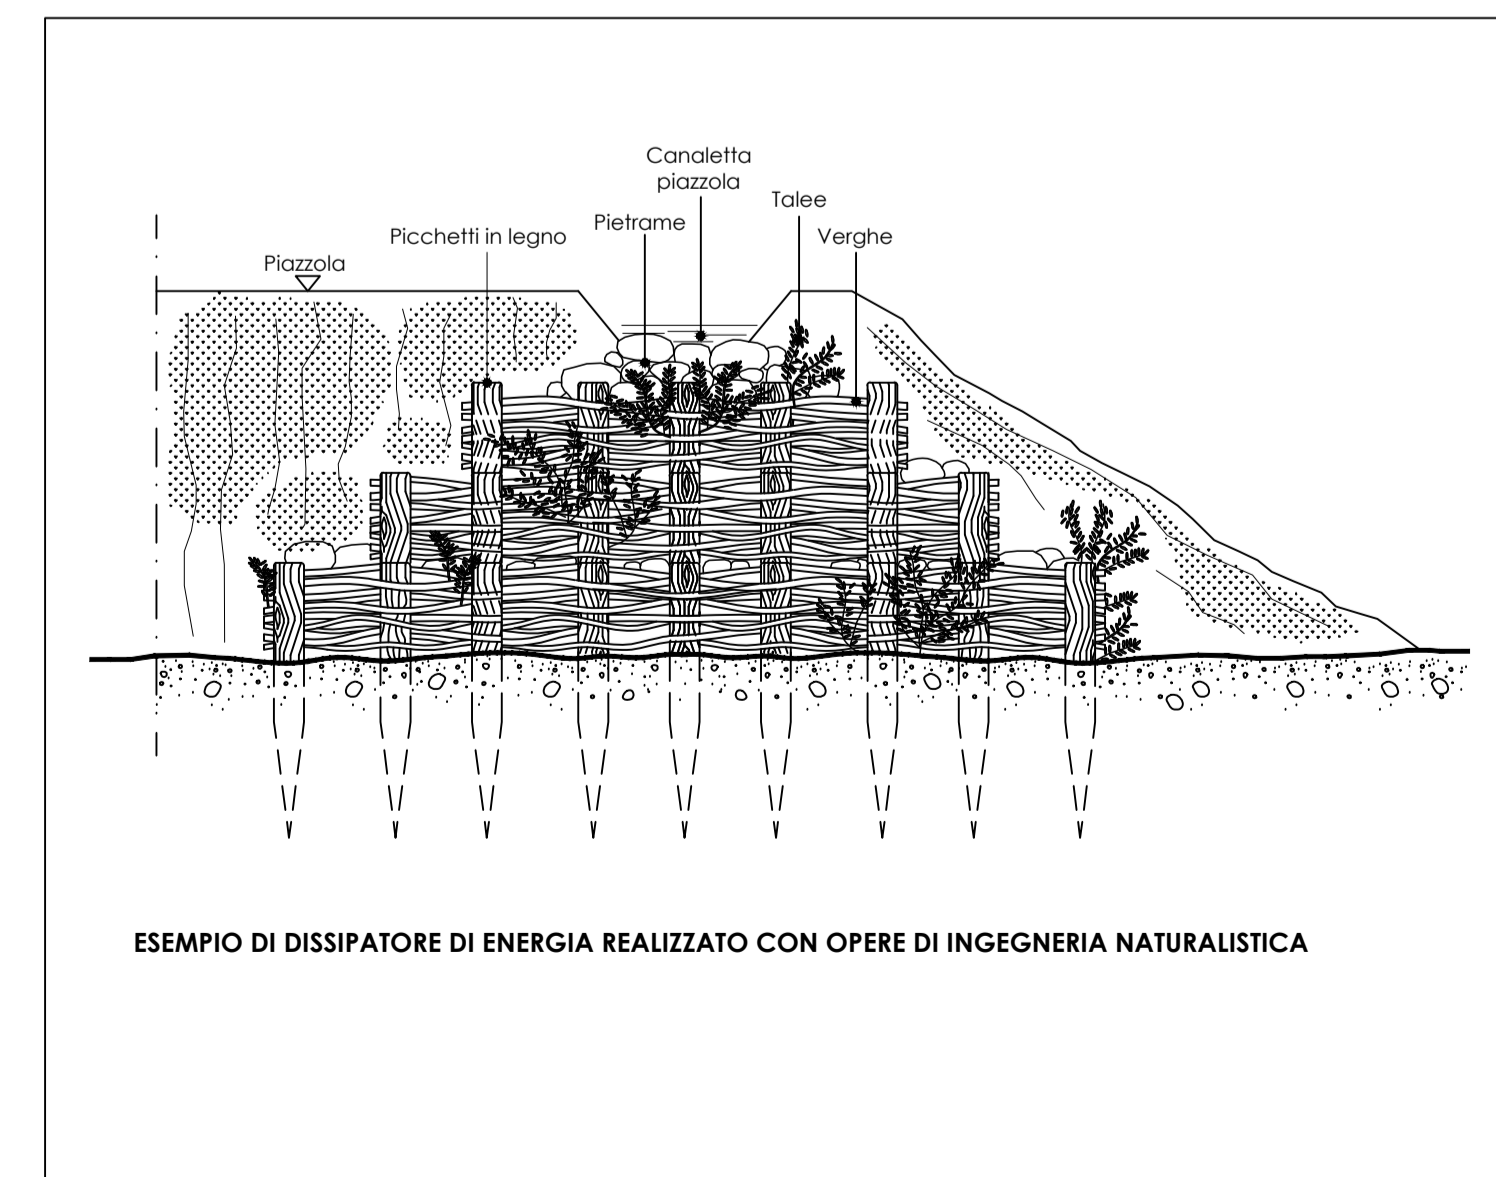 Canaletta
piazzola
Talee
Pietrame
Picchetti in legno
Verghe
Piazzola
ESEMPIO DI DISSIPATORE DI ENERGIA REALIZZATO CON OPERE DI INGEGNERIA NATURALISTICA